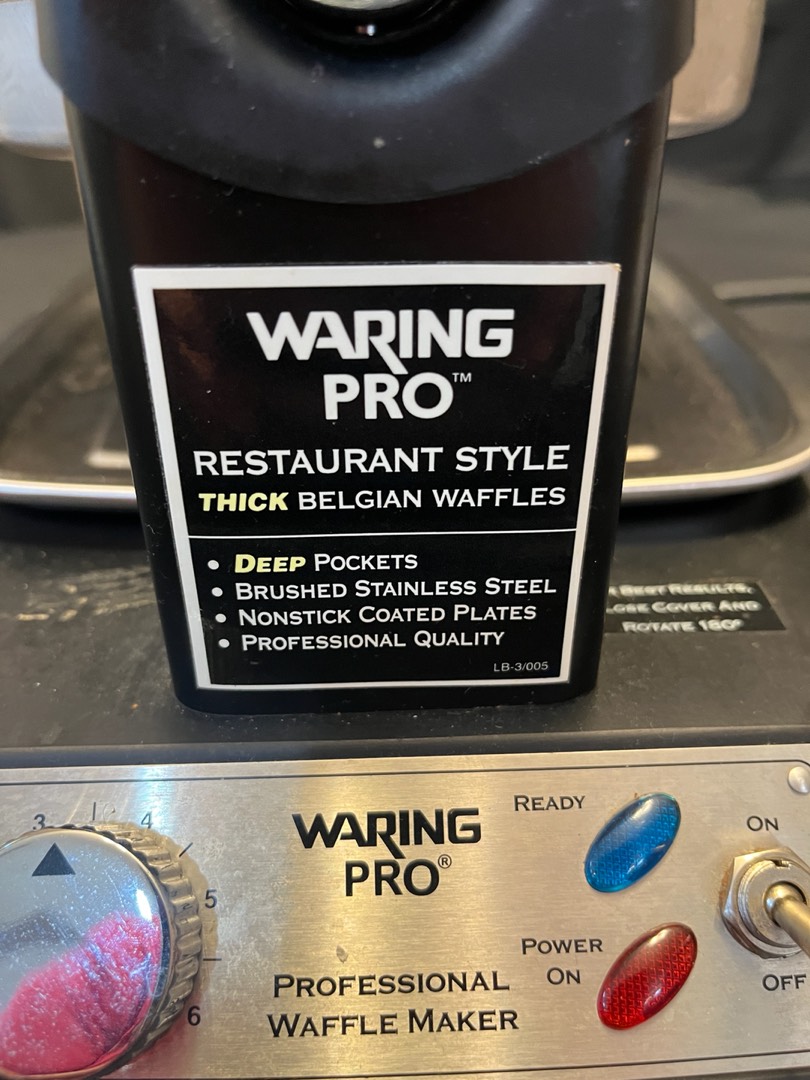 WARING
PRO™
RESTAURANT STYLE
THICK BELGIAN WAFFLES
• DEEP POCKETS
• BRUSHED STAINLESS STEEL
• NONSTICK COATED PLATES
• PROFESSIONAL QUALITY
LB-3/005
BEST RESULTS,
COVER AND
ROTATE 180°
3
4
5
6
WARING
PRO®
PROFESSIONAL
WAFFLE MAKER
READY
POWER
ON
ON
OFF